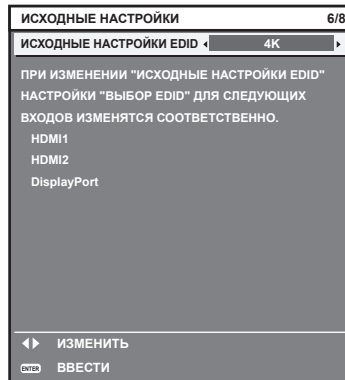 ИСХОДНЫЕ НАСТРОЙКИ 6/8
ИСХОДНЫЕ НАСТРОЙКИ EDID 4K
ПРИ ИЗМЕНЕНИИ "ИСХОДНЫЕ НАСТРОЙКИ EDID"
НАСТРОЙКИ "ВЫБОР EDID" ДЛЯ СЛЕДУЮЩИХ
ВХОДОВ ИЗМЕНЯТСЯ СООТВЕТСТВЕННО.
HDMI1
HDMI2
DisplayPort
ИЗМЕНИТЬ
ENTER ВВЕСТИ